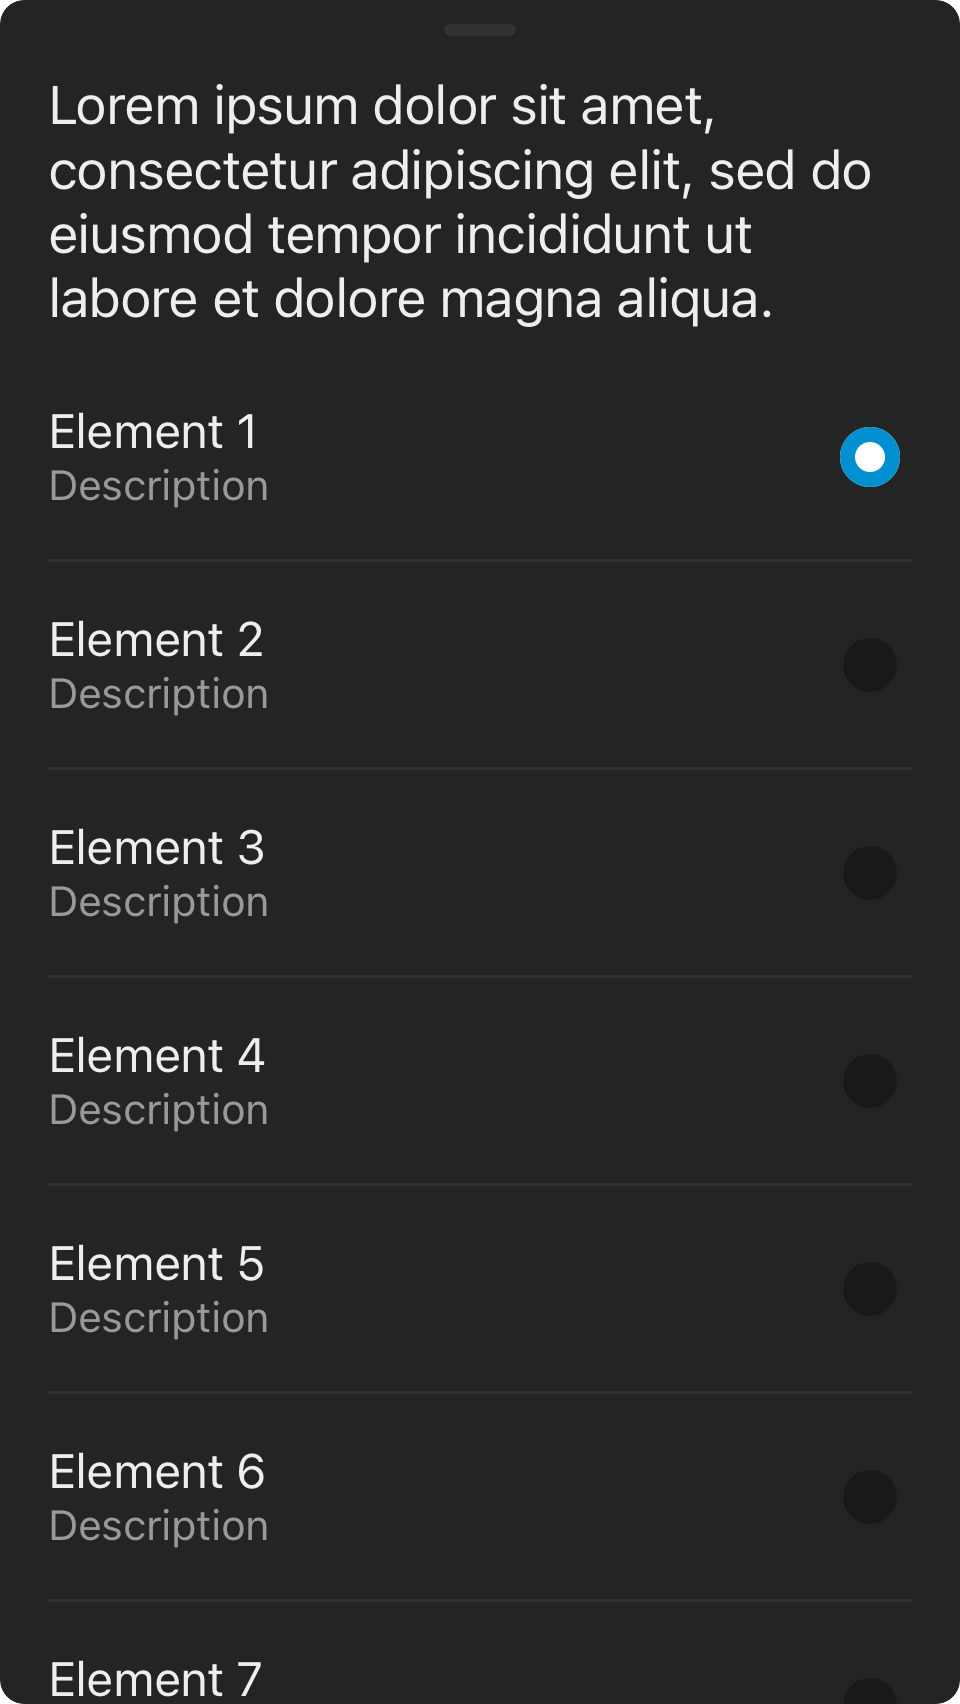 Lorem ipsum dolor sit amet,
consectetur adipiscing elit, sed do
eiusmod tempor incididunt ut
labore et dolore magna aliqua.
Element 1
Description
Element 2
Description
Element 3
Description
Element 4
Description
Element 5
Description
Element 6
Description
Element 7